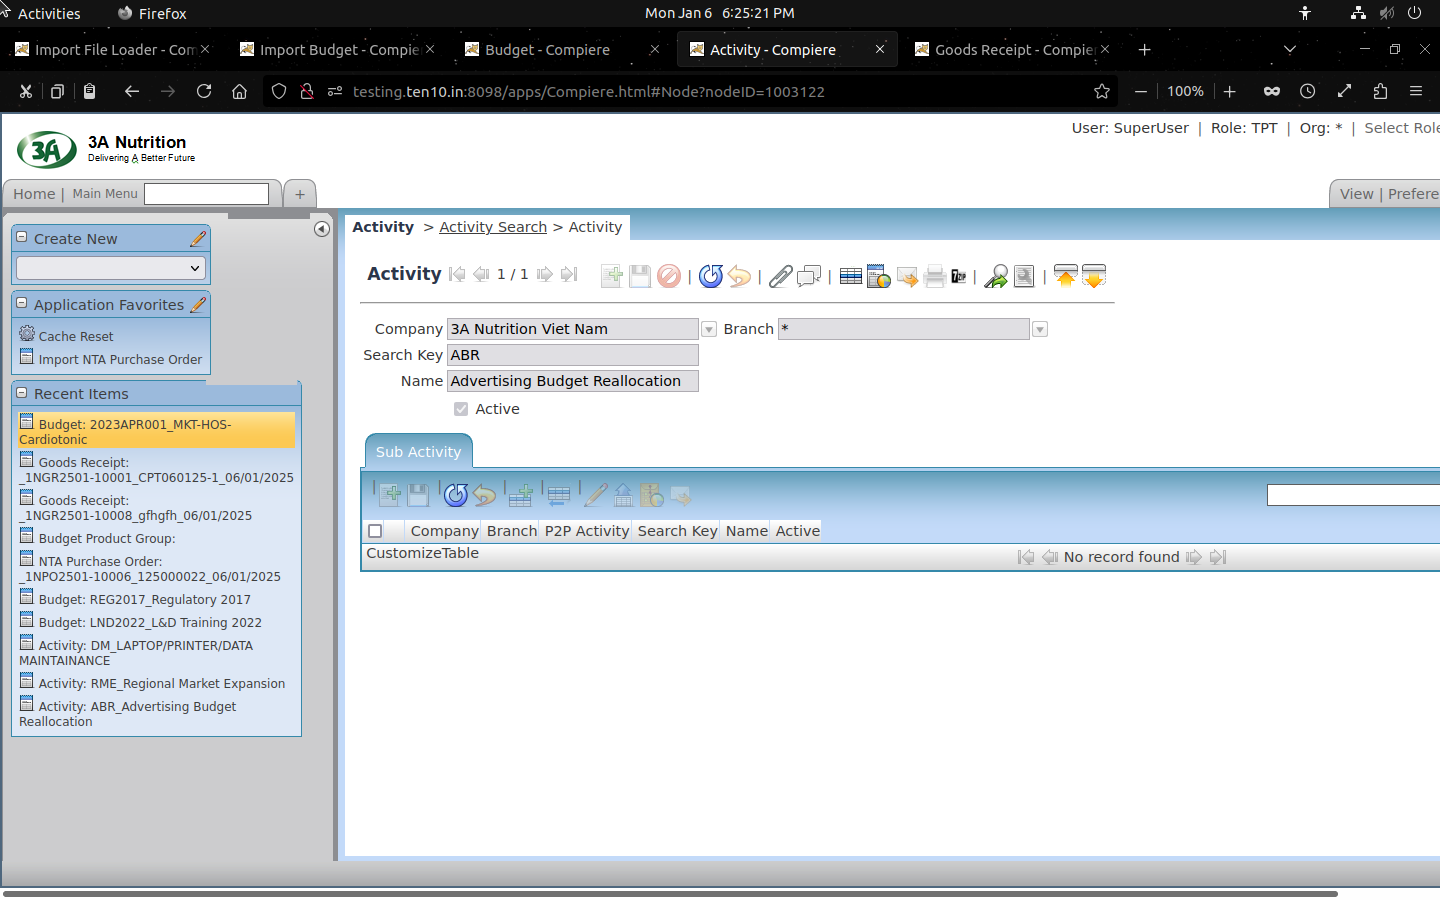 Activities
Firefox
Mon Jan 6 6:25:21 PM
Import File Loader - Com
Import Budget - Compie
Budget - Compiere
Activity - Compiere
Goods Receipt - Compie
testing.ten10.in:8098/apps/Compiere.html#Node?nodeID=1003122
100%
3A
3A Nutrition
Delivering A Better Future
User: SuperUser | Role: TPT | Org: * | Select Role
Home | Main Menu
+
View | Prefere
Create New
Application Favorites
Cache Reset
Import NTA Purchase Order
Recent Items
Budget: 2023APR001_MKT-HOS-
Cardiotonic
Goods Receipt:
_1NGR2501-10001_CPT060125-1_06/01/2025
Goods Receipt:
_1NGR2501-10008_gfhgfh_06/01/2025
Budget Product Group:
NTA Purchase Order:
_1NPO2501-10006_125000022_06/01/2025
Budget: REG2017_Regulatory 2017
Budget: LND2022_L&D Training 2022
Activity: DM_LAPTOP/PRINTER/DATA
MAINTAINANCE
Activity: RME_Regional Market Expansion
Activity: ABR_Advertising Budget
Reallocation
Activity > Activity Search > Activity
Activity
1 / 1
7ZIP
Company 3A Nutrition Viet Nam
Branch *
Search Key ABR
Name Advertising Budget Reallocation
Active
Sub Activity
Company Branch P2P Activity Search Key Name Active
CustomizeTable
No record found